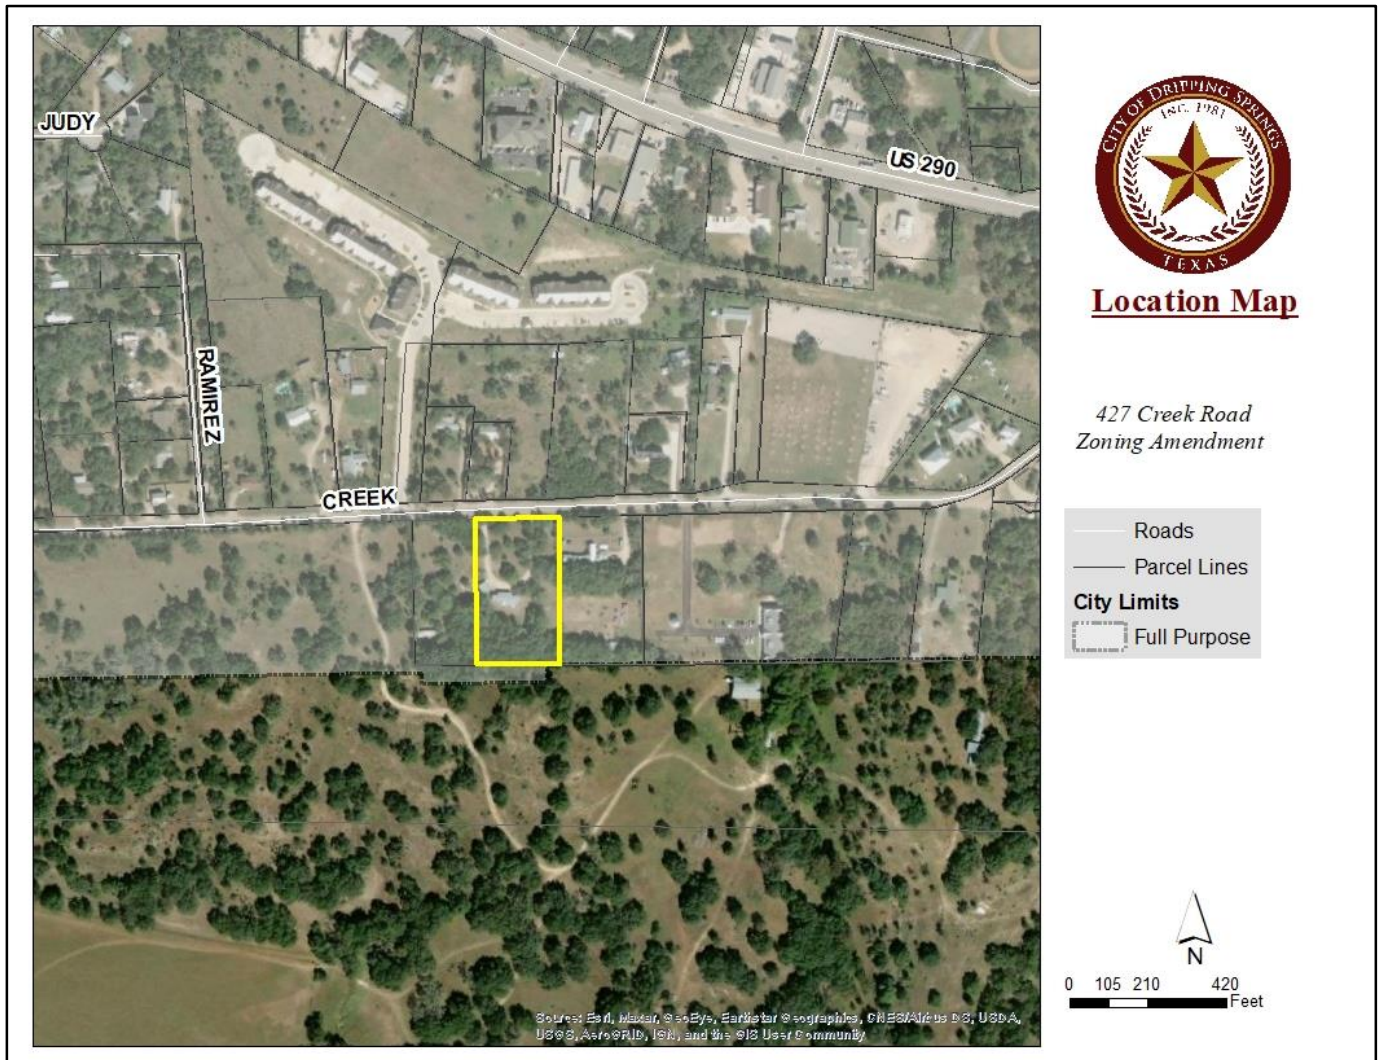 JUDY
US 290
RAMIREZ
CREEK
Source: Esri, Maxar, GeoEye, Earthstar Geographics, CNES/Airbus DS, USDA,
USGS, AeroGRID, IGN, and the GIS User Community
CITY OF DRIPPING SPRINGS
INC. 1981
TEXAS
Location Map
427 Creek Road
Zoning Amendment
Roads
Parcel Lines
City Limits
Full Purpose
N
0 105 210 420
Feet